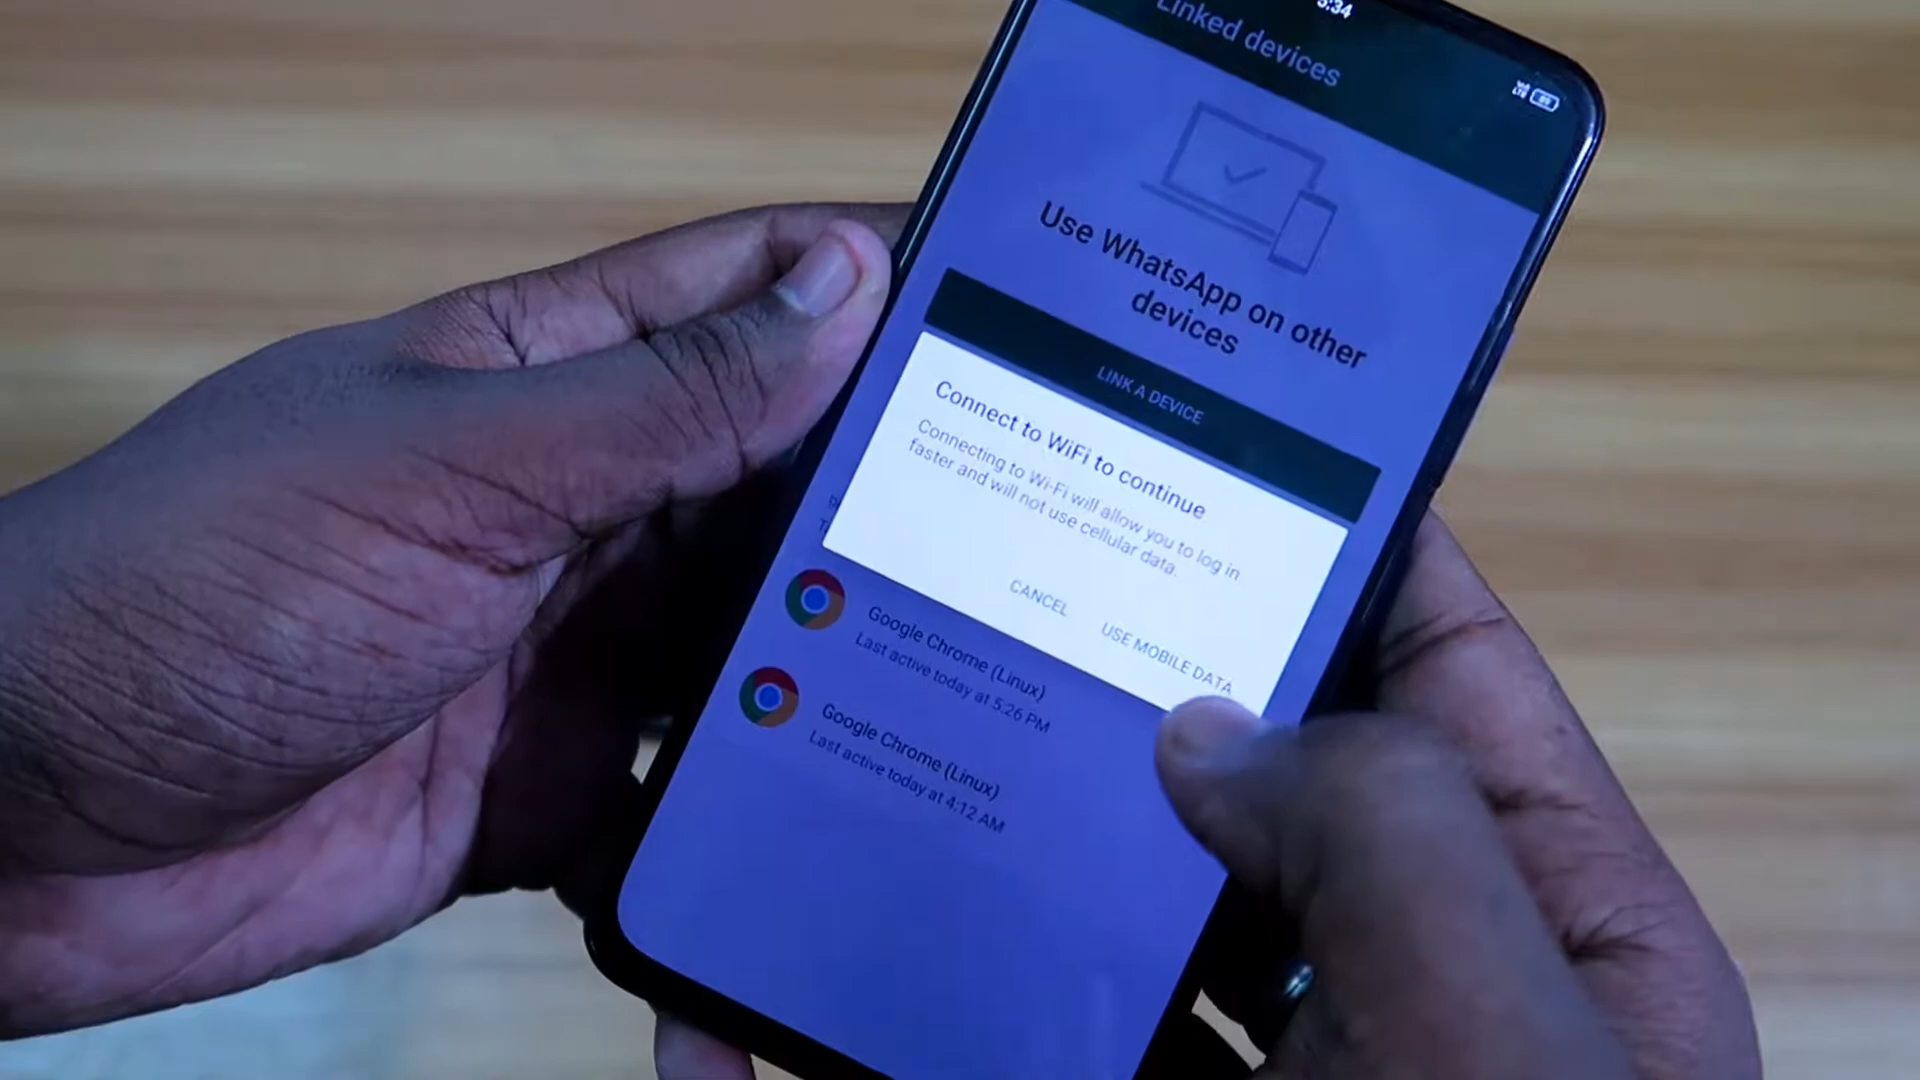 5:34
Linked devices
Use WhatsApp on other
devices
LINK A DEVICE
Connect to WiFi to continue
Connecting to Wi-Fi will allow you to log in
faster and will not use cellular data.
CANCEL
USE MOBILE DATA
Google Chrome (Linux)
Last active today at 5:26 PM
Google Chrome (Linux)
Last active today at 4:12 AM